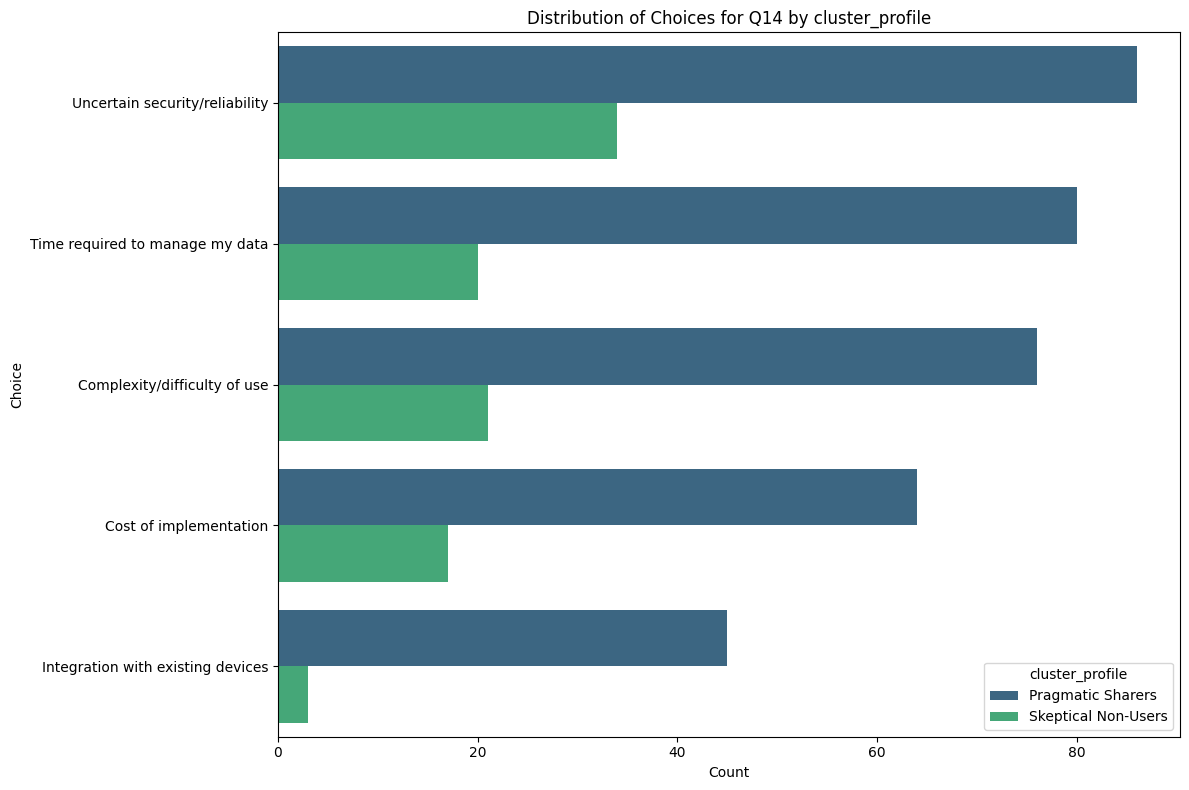 Distribution of Choices for Q14 by cluster_profile
Choice
Uncertain security/reliability
Time required to manage my data
Complexity/difficulty of use
Cost of implementation
Integration with existing devices
cluster_profile
Pragmatic Sharers
Skeptical Non-Users
0 20 40 60 80
Count